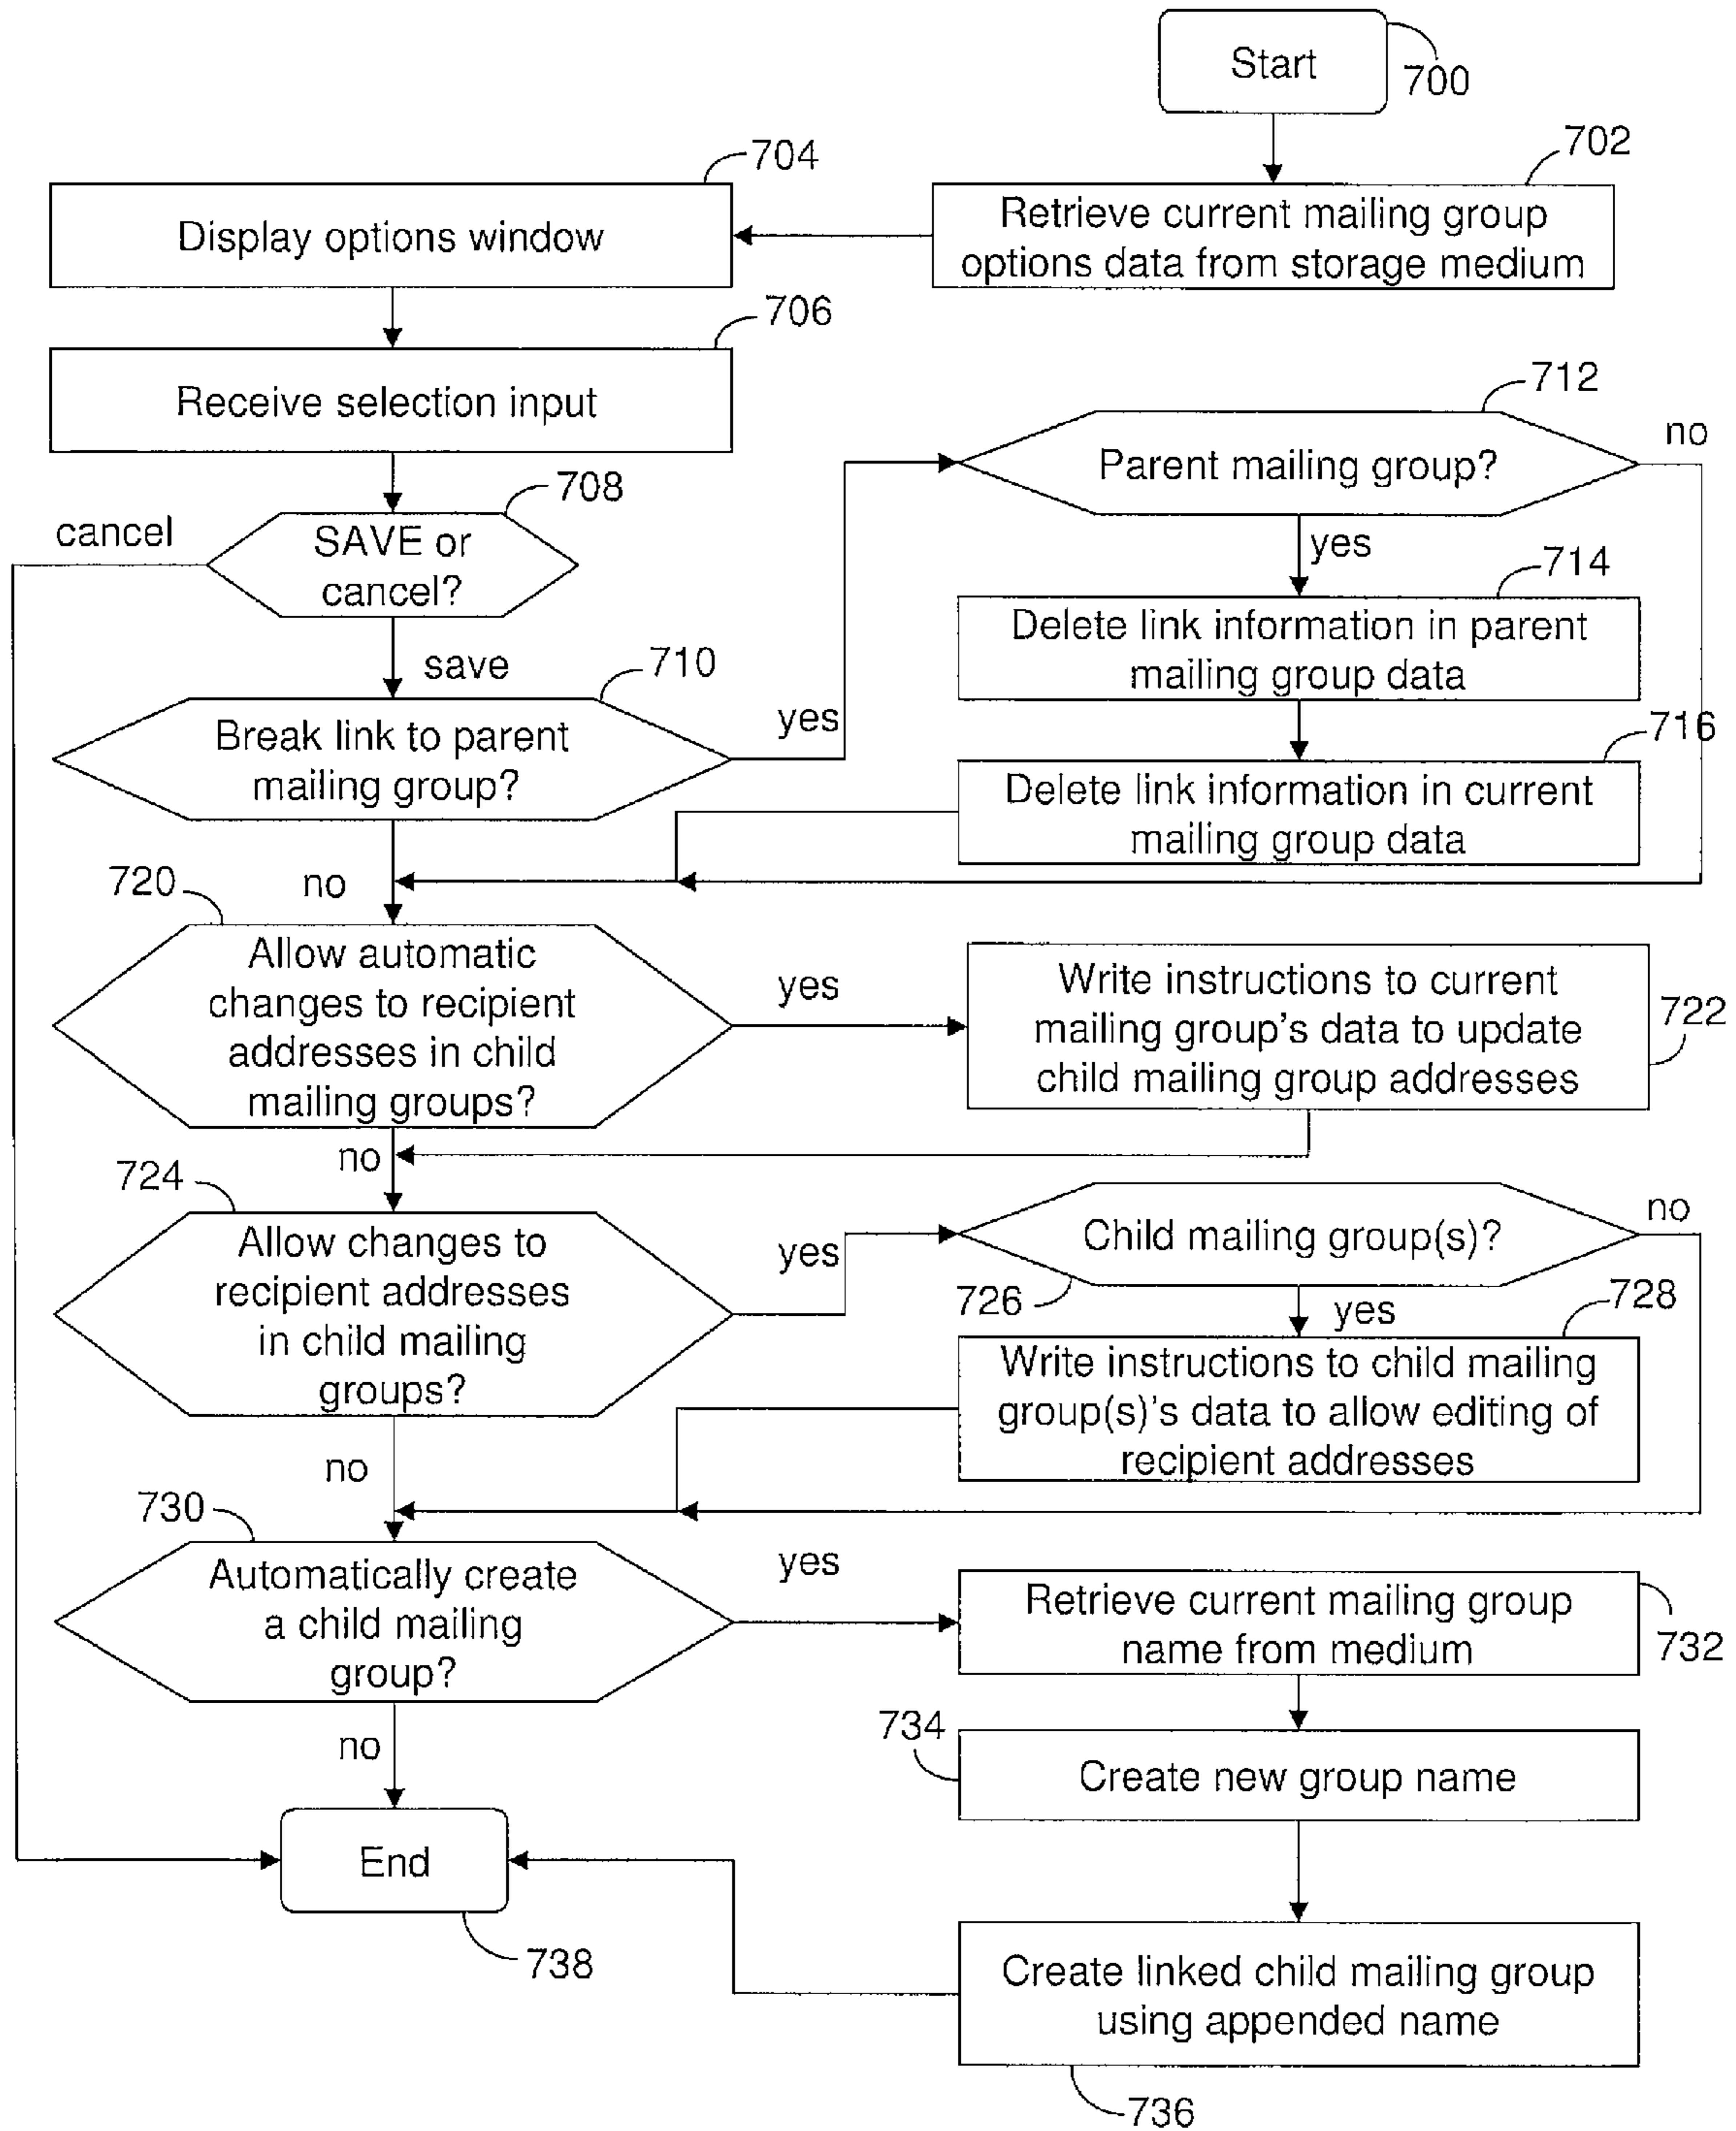 Start
700
702
Retrieve current mailing group
options data from storage medium
704
Display options window
706
Receive selection input
708
SAVE or
cancel?
cancel
save
710
Break link to parent
mailing group?
yes
no
712
Parent mailing group?
no
yes
714
Delete link information in parent
mailing group data
716
Delete link information in current
mailing group data
720
Allow automatic
changes to recipient
addresses in child
mailing groups?
yes
no
722
Write instructions to current
mailing group's data to update
child mailing group addresses
724
Allow changes to
recipient addresses
in child mailing
groups?
yes
no
726
Child mailing group(s)?
no
yes
728
Write instructions to child mailing
group(s)'s data to allow editing of
recipient addresses
730
Automatically create
a child mailing
group?
yes
no
732
Retrieve current mailing group
name from medium
734
Create new group name
736
Create linked child mailing group
using appended name
End
738